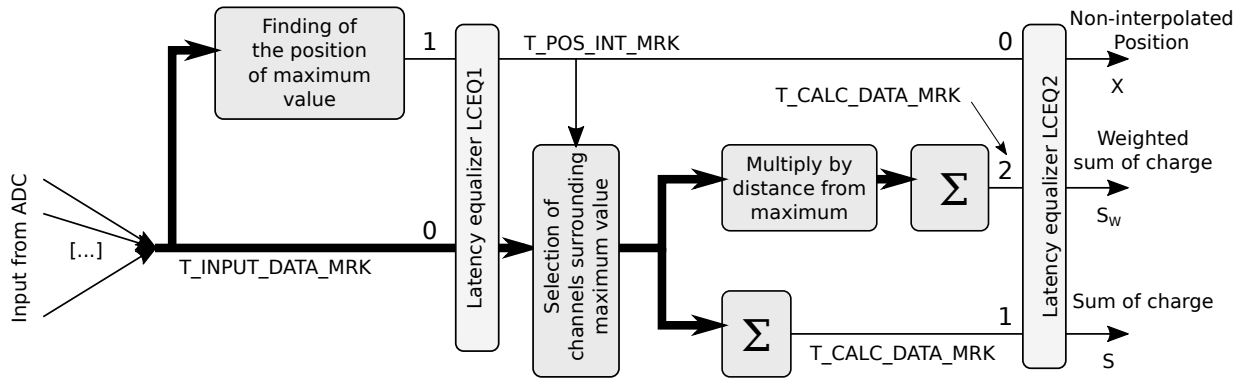 Finding of
the position
of maximum
value
1
Latency equalizer LCEQ1
T_POS_INT_MRK
0
Latency equalizer LCEQ2
Non-interpolated
Position
X
T_CALC_DATA_MRK
Input from ADC
[...]
T_INPUT_DATA_MRK
0
Selection of
channels surrounding
maximum value
Multiply by
distance from
maximum
Σ
2
Weighted
sum of charge
S_W
Σ
T_CALC_DATA_MRK
1
Sum of charge
S